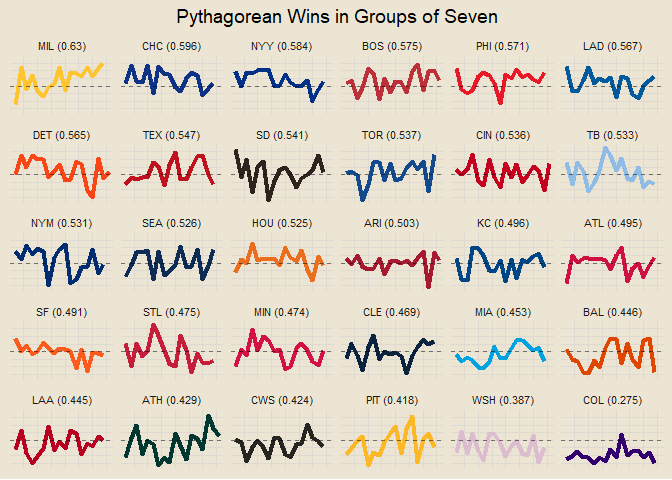 Pythagorean Wins in Groups of Seven
MIL (0.63) CHC (0.596) NYY (0.584) BOS (0.575) PHI (0.571) LAD (0.567)
DET (0.565) TEX (0.547) SD (0.541) TOR (0.537) CIN (0.536) TB (0.533)
NYM (0.531) SEA (0.526) HOU (0.525) ARI (0.503) KC (0.496) ATL (0.495)
SF (0.491) STL (0.475) MIN (0.474) CLE (0.469) MIA (0.453) BAL (0.446)
LAA (0.445) ATH (0.429) CWS (0.424) PIT (0.418) WSH (0.387) COL (0.275)